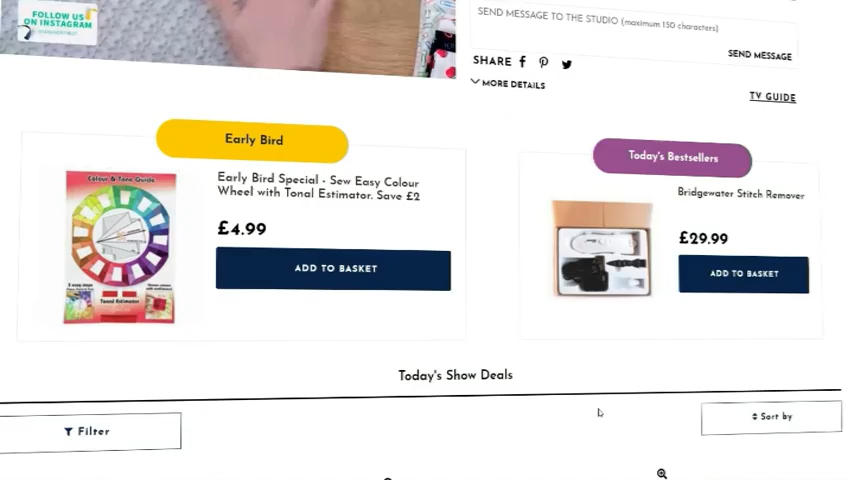 FOLLOW US
ON INSTAGRAM
SEND MESSAGE TO THE STUDIO (maximum 150 characters)
SEND MESSAGE
SHARE
MORE DETAILS
TV GUIDE
Early Bird
Today's Bestsellers
Colour & Tone Guide
Early Bird Special - Sew Easy Colour
Wheel with Tonal Estimator. Save £2
£4.99
ADD TO BASKET
Tonal Estimator
Bridgewater Stitch Remover
£29.99
ADD TO BASKET
Today's Show Deals
Filter
Sort by